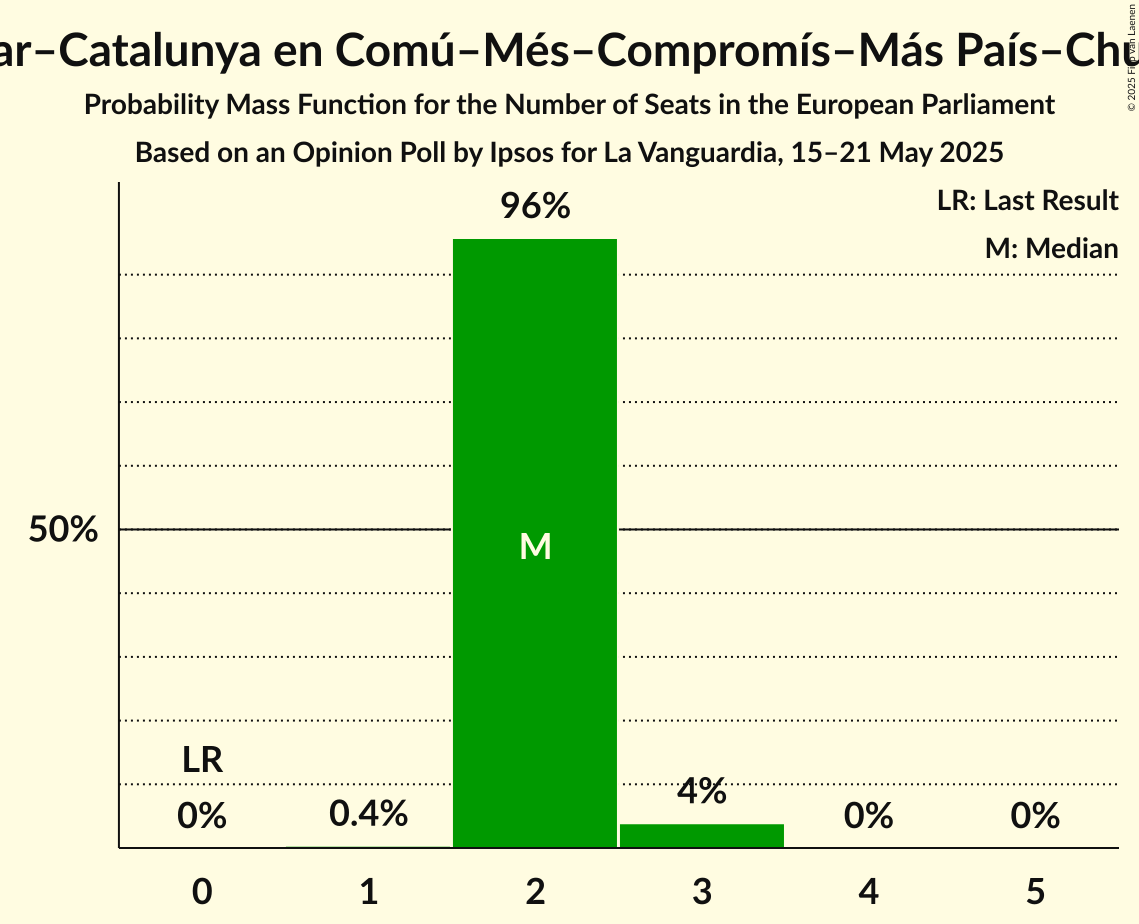 ar–Catalunya en Comú–Més–Compromís–Más País–Chu
© 2025 Filip van Laenen
Probability Mass Function for the Number of Seats in the European Parliament
Based on an Opinion Poll by Ipsos for La Vanguardia, 15–21 May 2025
LR: Last Result
M: Median
96%
50%
M
LR
0%
0.4%
4%
0%
0%
0
1
2
3
4
5